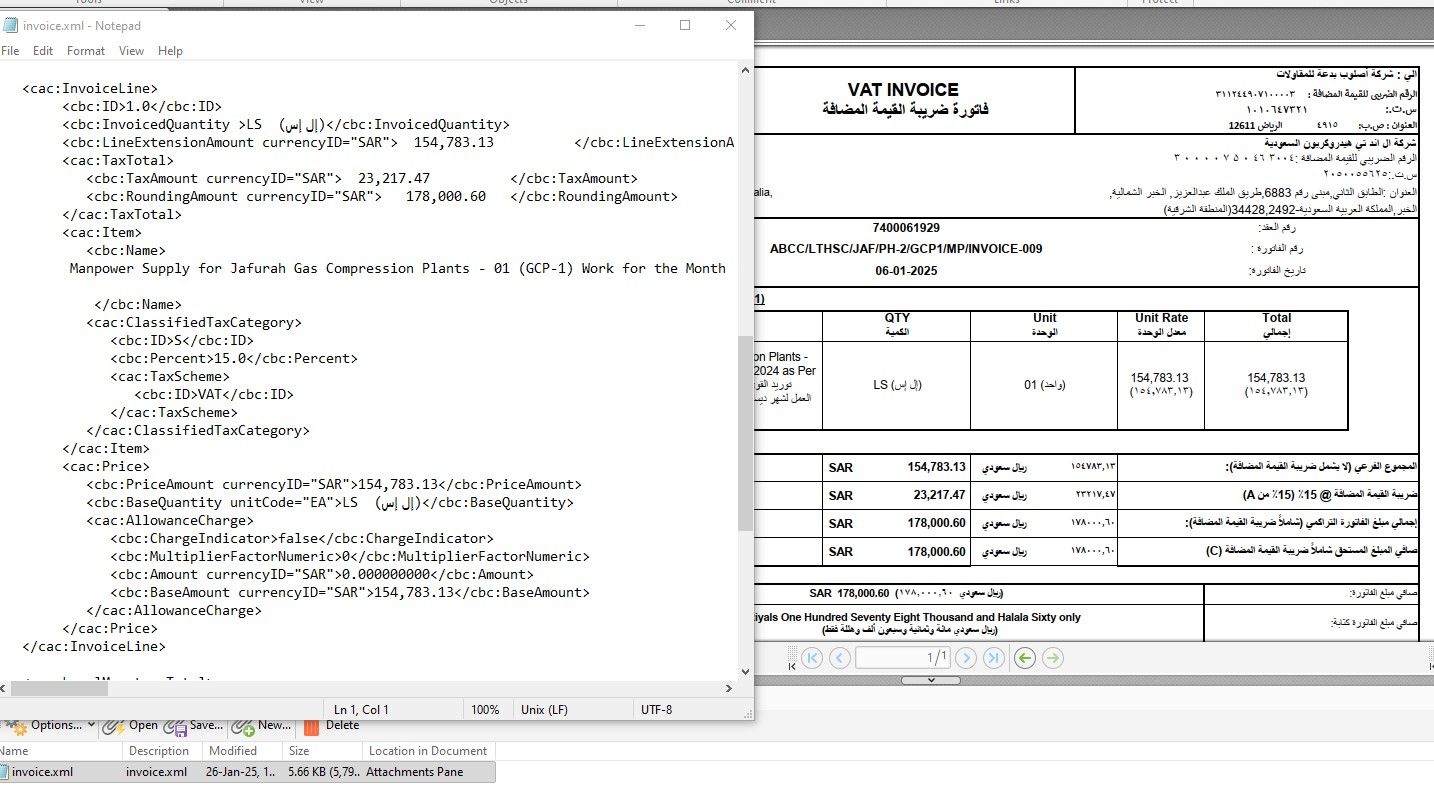 Tools View Objects Comment Links Protect
invoice.xml - Notepad
File Edit Format View Help
<cac:InvoiceLine>
<cbc:ID>1.0</cbc:ID>
<cbc:InvoicedQuantity >LS (إل إس)</cbc:InvoicedQuantity>
<cbc:LineExtensionAmount currencyID="SAR"> 154,783.13 </cbc:LineExtensionA
<cac:TaxTotal>
<cbc:TaxAmount currencyID="SAR"> 23,217.47 </cbc:TaxAmount>
<cbc:RoundingAmount currencyID="SAR"> 178,000.60 </cbc:RoundingAmount>
</cac:TaxTotal>
<cac:Item>
<cbc:Name>
Manpower Supply for Jafurah Gas Compression Plants - 01 (GCP-1) Work for the Month
</cbc:Name>
<cac:ClassifiedTaxCategory>
<cbc:ID>S</cbc:ID>
<cbc:Percent>15.0</cbc:Percent>
<cac:TaxScheme>
<cbc:ID>VAT</cbc:ID>
</cac:TaxScheme>
</cac:ClassifiedTaxCategory>
</cac:Item>
<cac:Price>
<cbc:PriceAmount currencyID="SAR">154,783.13</cbc:PriceAmount>
<cbc:BaseQuantity unitCode="EA">LS (إل إس)</cbc:BaseQuantity>
<cac:AllowanceCharge>
<cbc:ChargeIndicator>false</cbc:ChargeIndicator>
<cbc:MultiplierFactorNumeric>0</cbc:MultiplierFactorNumeric>
<cbc:Amount currencyID="SAR">0.000000000</cbc:Amount>
<cbc:BaseAmount currencyID="SAR">154,783.13</cbc:BaseAmount>
</cac:AllowanceCharge>
</cac:Price>
</cac:InvoiceLine>
Ln 1, Col 1 100% Unix (LF) UTF-8
VAT INVOICE
فاتورة ضريبة القيمة المضافة
الي : شركة أصلوب بدعة للمقاولات
الرقم الضريبي للقيمة المضافة : ٣١١٢٤٤٩٠٧١٠٠٠٠٣
س.ت.: ١٠١٠٦٤٧٣٢١
العنوان : ص.ب: ٤٩١٥ الرياض 12611
شركة ال اند تي هيدروكربون السعودية
الرقم الضريبي للقيمة المضافة :٣٠٠٤ ٤٦ ٥٠ ٧ ٠ ٠ ٠ ٠ ٣
س.ت.:٢٠٥٠٠٥٥٦٢٥
العنوان :الطابق الثاني,مبنى رقم 6883,طريق الملك عبدالعزيز, الخبر الشمالية,
alia,
الخبر,المملكة العربية السعودية-34428,2492(المنطقة الشرقية)
7400061929 رقم العقد:
ABCC/LTHSC/JAF/PH-2/GCP1/MP/INVOICE-009 رقم الفاتورة :
06-01-2025 تاريخ الفاتورة:
1)
QTY Unit Unit Rate Total
الكمية الوحدة معدل الوحدة إجمالي
on Plants -
2024 as Per
توريد القو
العمل لشهر ديس
LS (إل إس) 01 (واحد) 154,783.13 154,783.13
(١٥٤,٧٨٣,١٣) (١٥٤,٧٨٣,١٣)
SAR 154,783.13 ريال سعودي ١٥٤٧٨٣,١٣ المجموع الفرعي (لا يشمل ضريبة القيمة المضافة):
SAR 23,217.47 ريال سعودي ٢٣٢١٧,٤٧ ضريبة القيمة المضافة @ 15٪ (15٪ من A)
SAR 178,000.60 ريال سعودي ١٧٨٠٠٠,٦٠ إجمالي مبلغ الفاتورة التراكمي (شاملاً ضريبة القيمة المضافة):
SAR 178,000.60 ريال سعودي ١٧٨٠٠٠,٦٠ صافي المبلغ المستحق شاملاً ضريبة القيمة المضافة (C)
SAR 178,000.60 (ريال سعودي ١٧٨,٠٠٠,٦٠) صافي مبلغ الفاتورة:
iyals One Hundred Seventy Eight Thousand and Halala Sixty only
(ريال سعودي مائة وثمانية وسبعون ألف وهللة فقط) صافي مبلغ الفاتورة كتابة:
1/1
Options... Open Save... New... Delete
Name Description Modified Size Location in Document
invoice.xml invoice.xml 26-Jan-25, 1.. 5.66 KB (5,79.. Attachments Pane